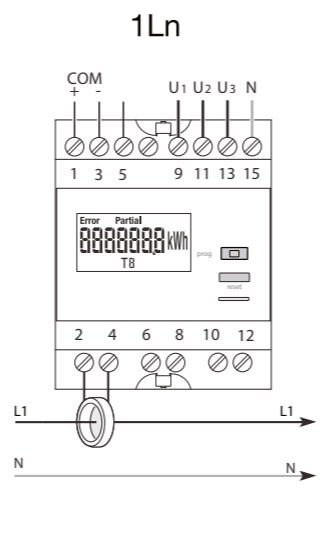 1Ln
COM
+ -
U1 U2 U3 N
1 3 5 9 11 13 15
Error Partial
8888888.8 kWh
T8
prog
reset
2 4 6 8 10 12
L1 L1
N N